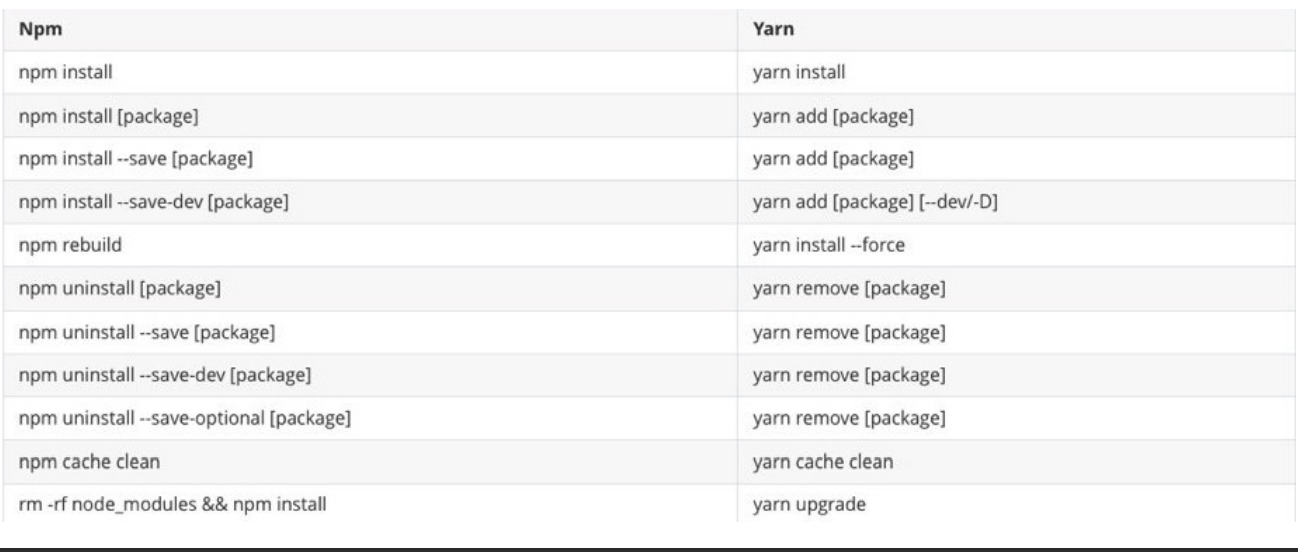 Npm Yarn
npm install yarn install
npm install [package] yarn add [package]
npm install --save [package] yarn add [package]
npm install --save-dev [package] yarn add [package] [--dev/-D]
npm rebuild yarn install --force
npm uninstall [package] yarn remove [package]
npm uninstall --save [package] yarn remove [package]
npm uninstall --save-dev [package] yarn remove [package]
npm uninstall --save-optional [package] yarn remove [package]
npm cache clean yarn cache clean
rm -rf node_modules && npm install yarn upgrade